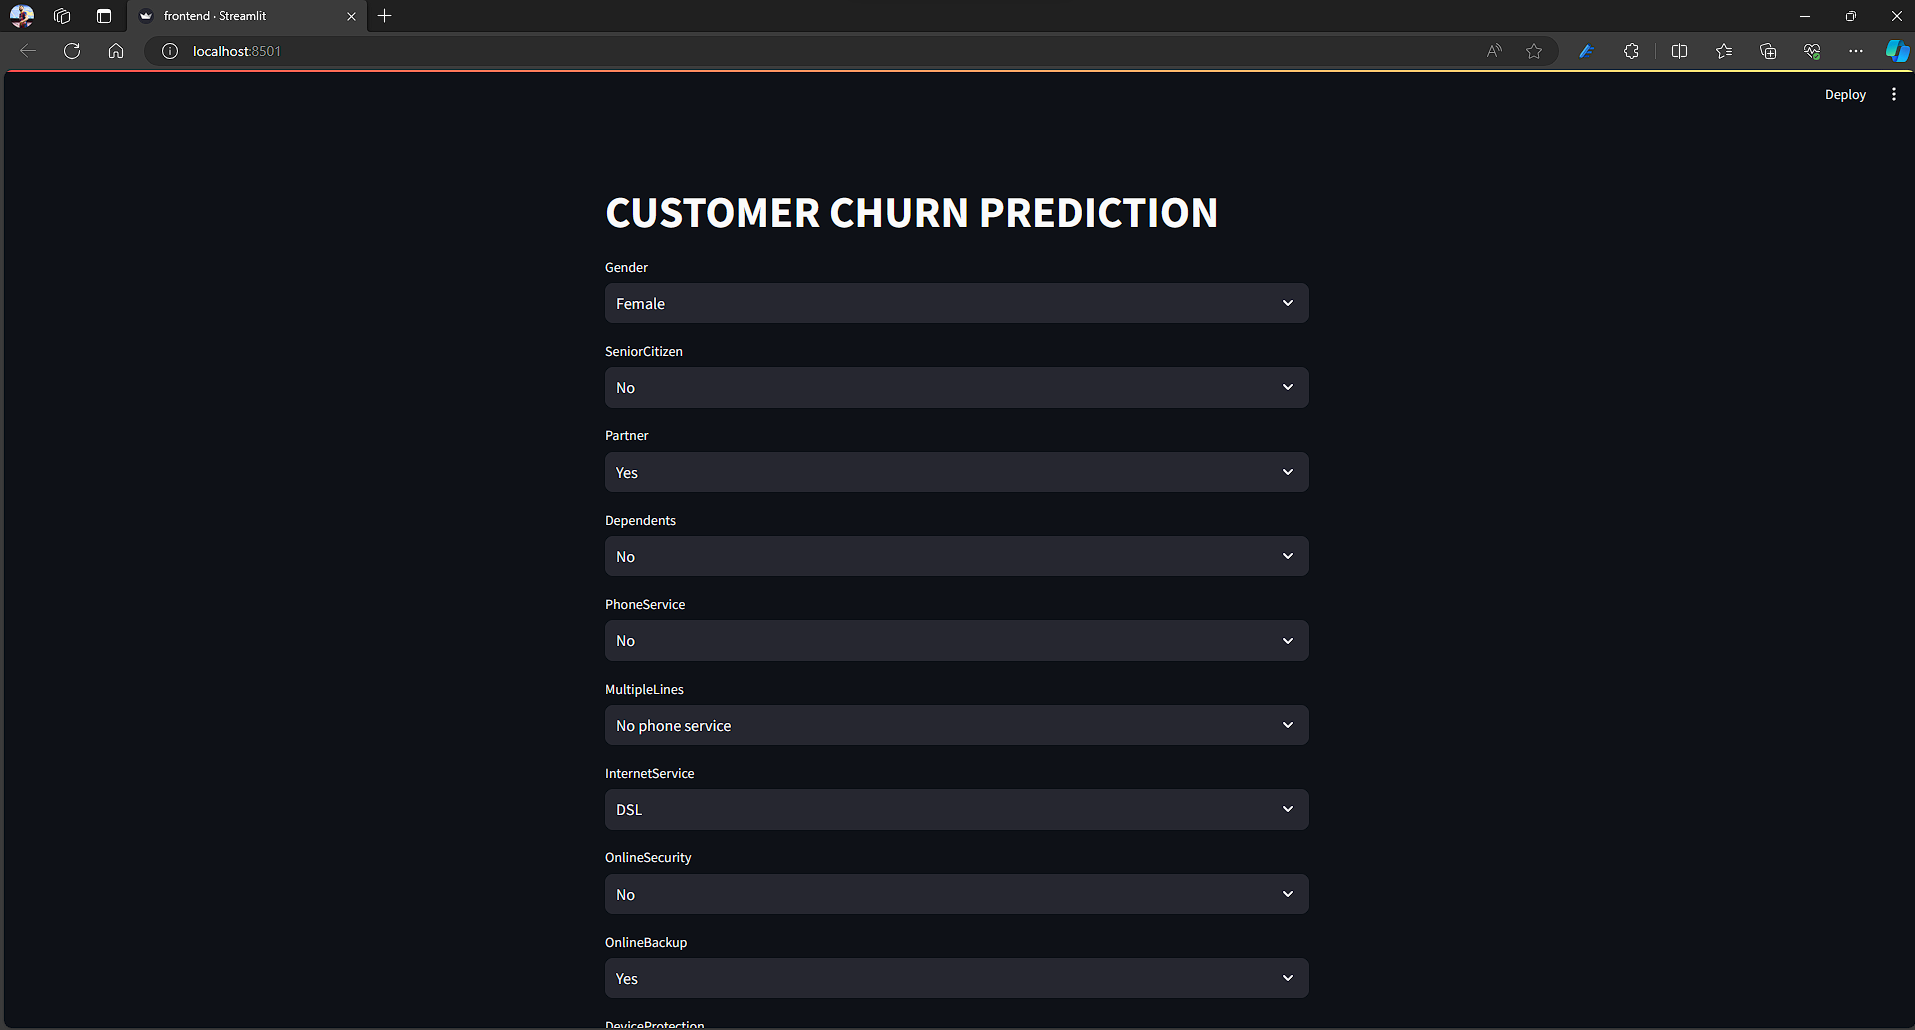 frontend · Streamlit
localhost:8501
Deploy
CUSTOMER CHURN PREDICTION
Gender
Female
SeniorCitizen
No
Partner
Yes
Dependents
No
PhoneService
No
MultipleLines
No phone service
InternetService
DSL
OnlineSecurity
No
OnlineBackup
Yes
DeviceProtection